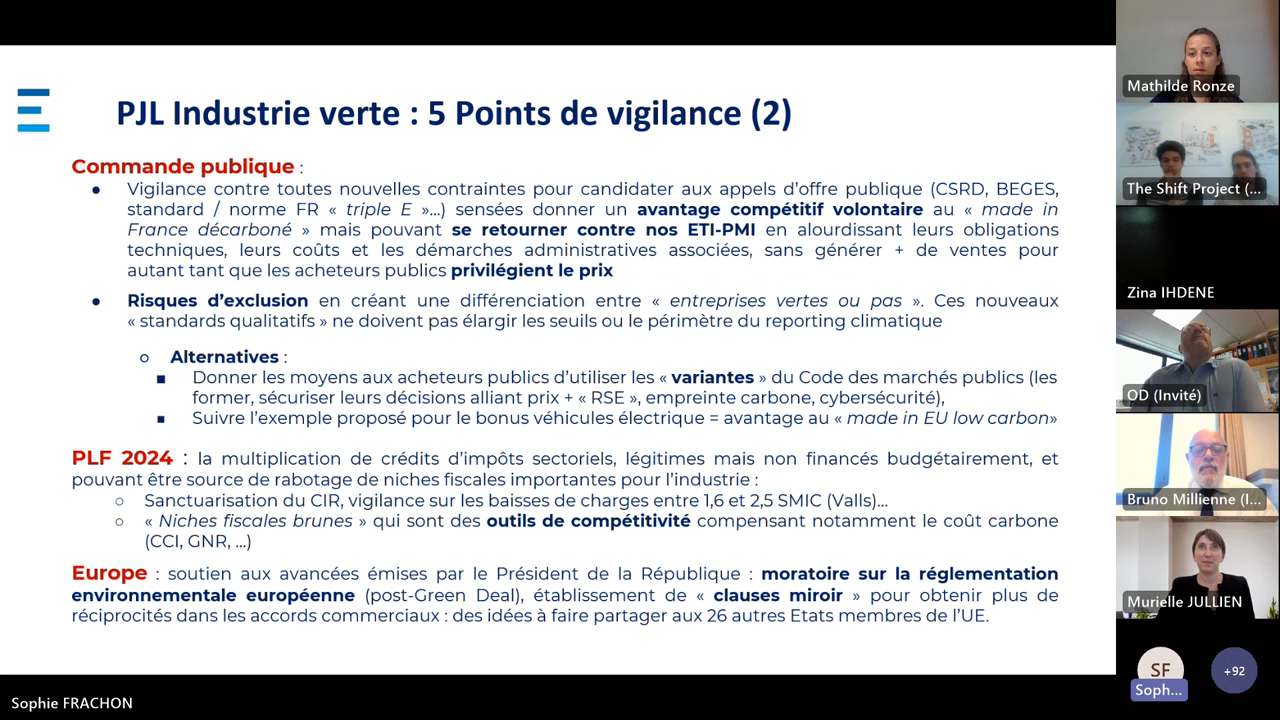 PJL Industrie verte : 5 Points de vigilance (2)
Commande publique :
● Vigilance contre toutes nouvelles contraintes pour candidater aux appels d’offre publique (CSRD, BEGES,
standard / norme FR « triple E »…) sensées donner un avantage compétitif volontaire au « made in
France décarboné » mais pouvant se retourner contre nos ETI-PMI en alourdissant leurs obligations
techniques, leurs coûts et les démarches administratives associées, sans générer + de ventes pour
autant tant que les acheteurs publics privilégient le prix
● Risques d’exclusion en créant une différenciation entre « entreprises vertes ou pas ». Ces nouveaux
« standards qualitatifs » ne doivent pas élargir les seuils ou le périmètre du reporting climatique
○ Alternatives :
■ Donner les moyens aux acheteurs publics d’utiliser les « variantes » du Code des marchés publics (les
former, sécuriser leurs décisions alliant prix + « RSE », empreinte carbone, cybersécurité),
■ Suivre l’exemple proposé pour le bonus véhicules électrique = avantage au « made in EU low carbon»
PLF 2024 : la multiplication de crédits d’impôts sectoriels, légitimes mais non financés budgétairement, et
pouvant être source de rabotage de niches fiscales importantes pour l’industrie :
○ Sanctuarisation du CIR, vigilance sur les baisses de charges entre 1,6 et 2,5 SMIC (Valls)…
○ « Niches fiscales brunes » qui sont des outils de compétitivité compensant notamment le coût carbone
(CCI, GNR, …)
Europe : soutien aux avancées émises par le Président de la République : moratoire sur la réglementation
environnementale européenne (post-Green Deal), établissement de « clauses miroir » pour obtenir plus de
réciprocités dans les accords commerciaux : des idées à faire partager aux 26 autres Etats membres de l’UE.
Sophie FRACHON
Mathilde Ronze
The Shift Project (...
Zina IHDENE
OD (Invité)
Bruno Millienne (I...
Murielle JULLIEN
SF
Soph...
+92